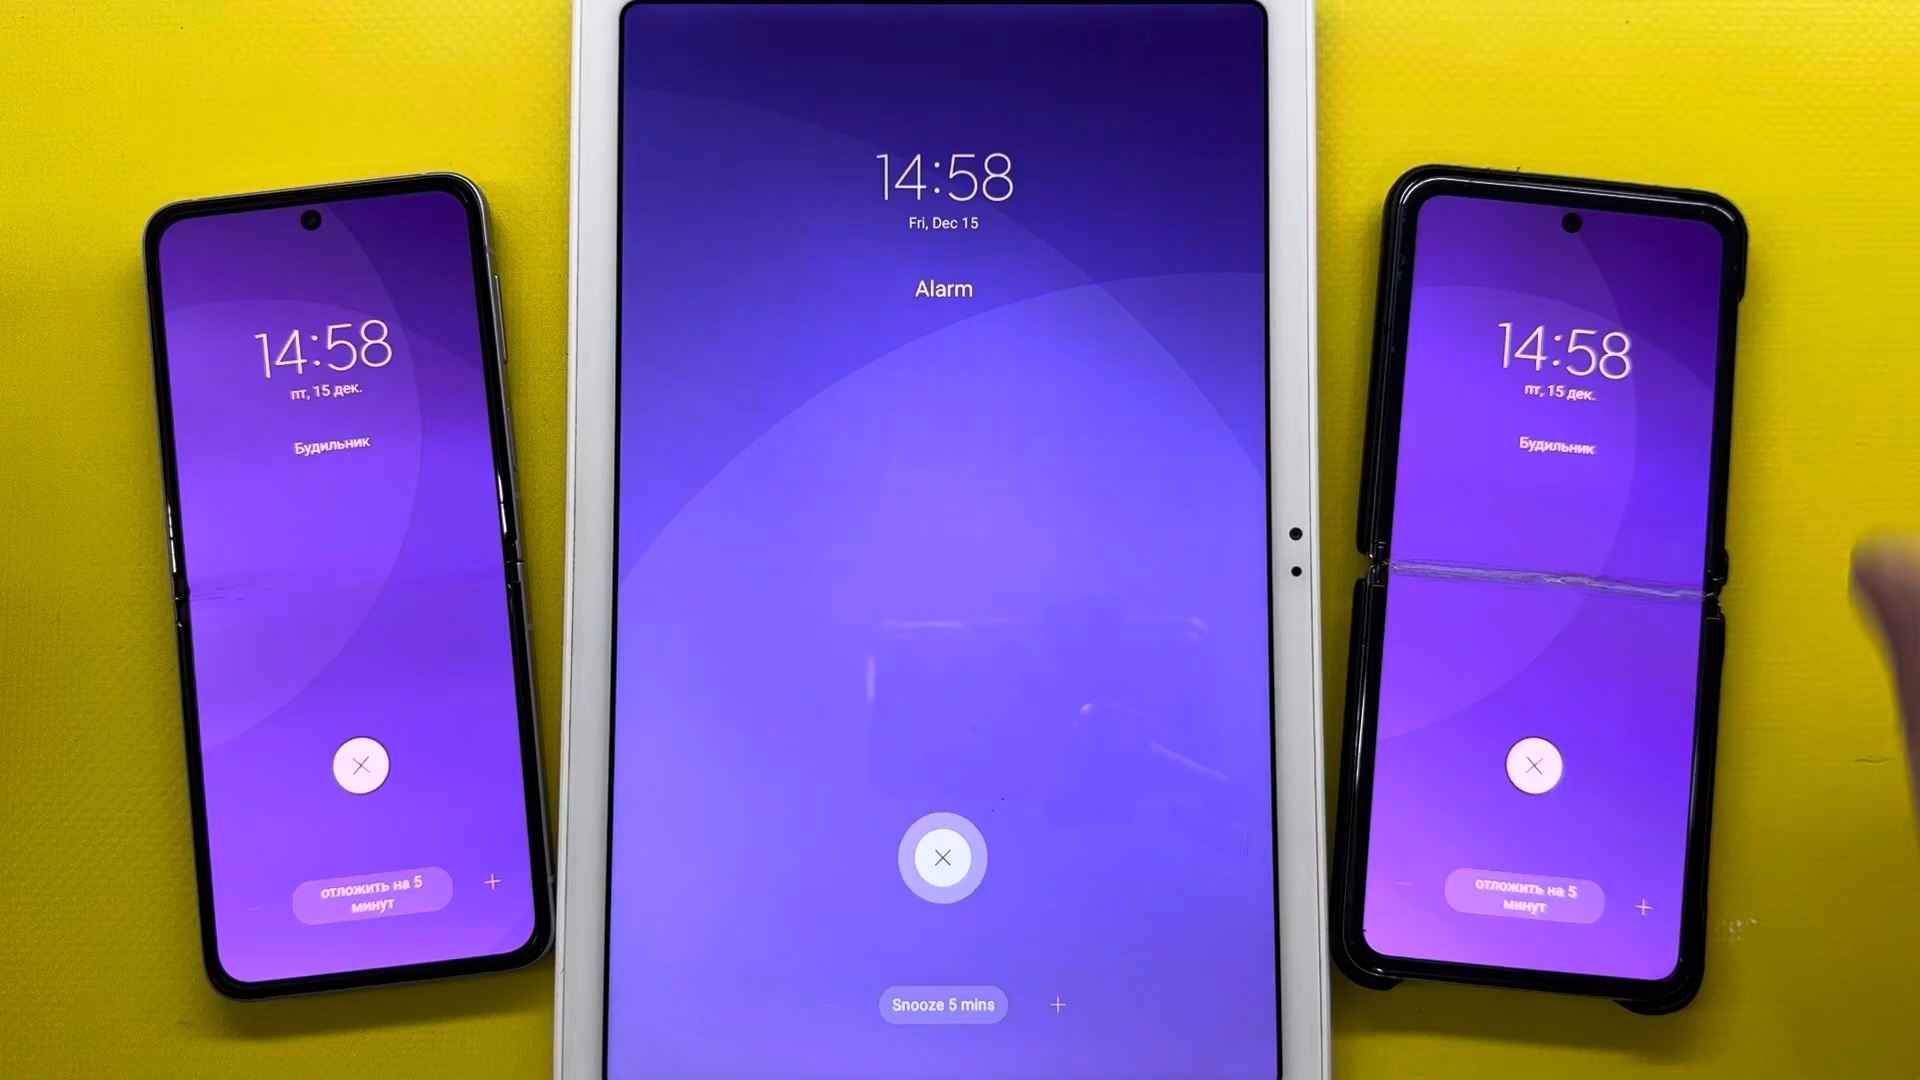 14:58
пт, 15 дек.
Будильник
отложить на 5
минут
14:58
Fri, Dec 15
Alarm
Snooze 5 mins
14:58
пт, 15 дек.
Будильник
отложить на 5
минут